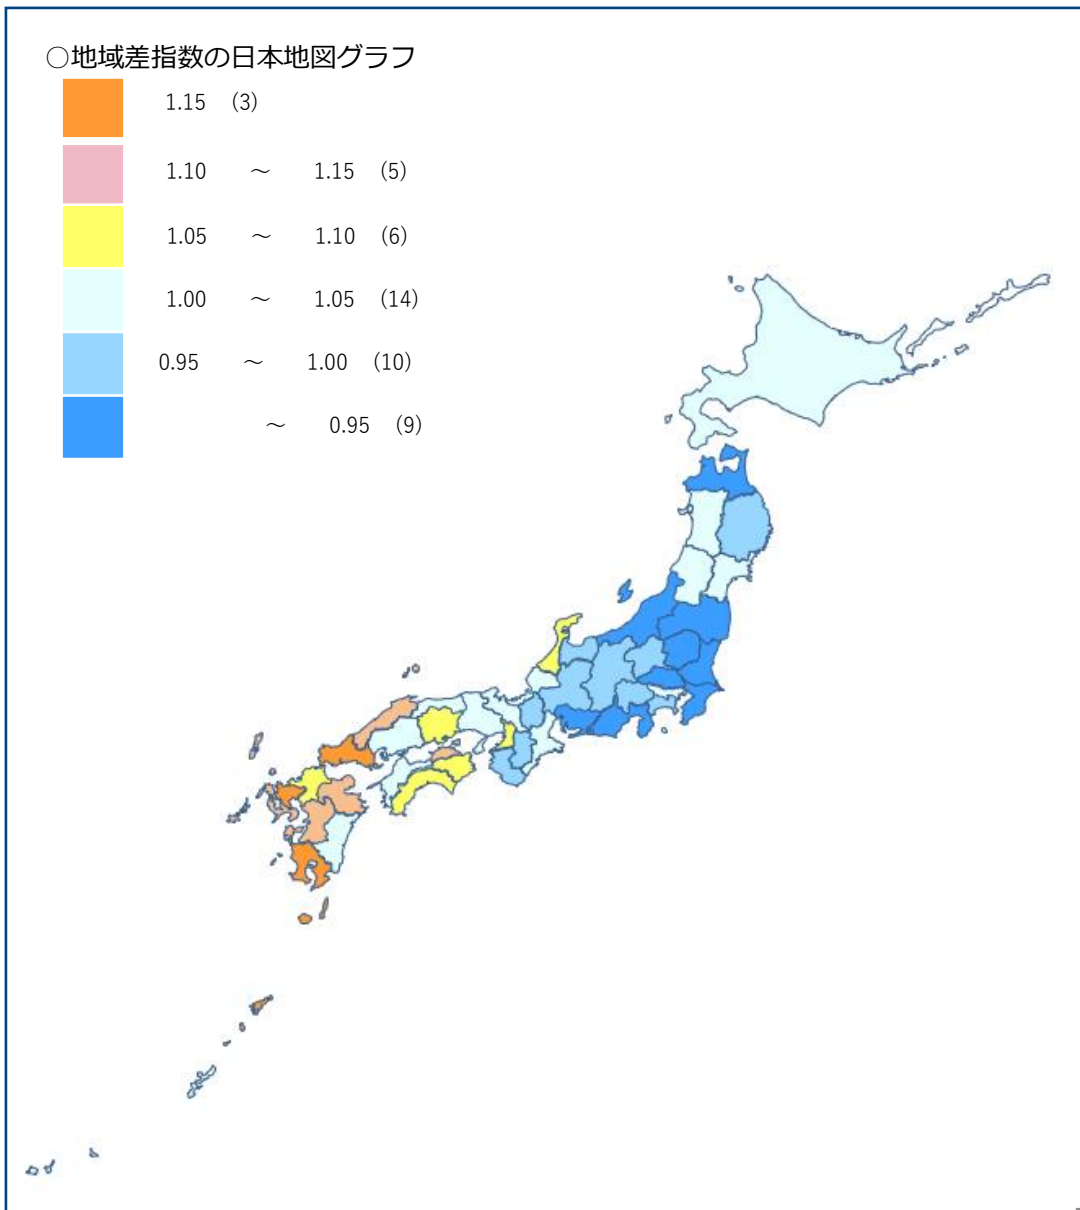 ○地域差指数の日本地図グラフ
1.15 (3)
1.10 ～ 1.15 (5)
1.05 ～ 1.10 (6)
1.00 ～ 1.05 (14)
0.95 ～ 1.00 (10)
～ 0.95 (9)